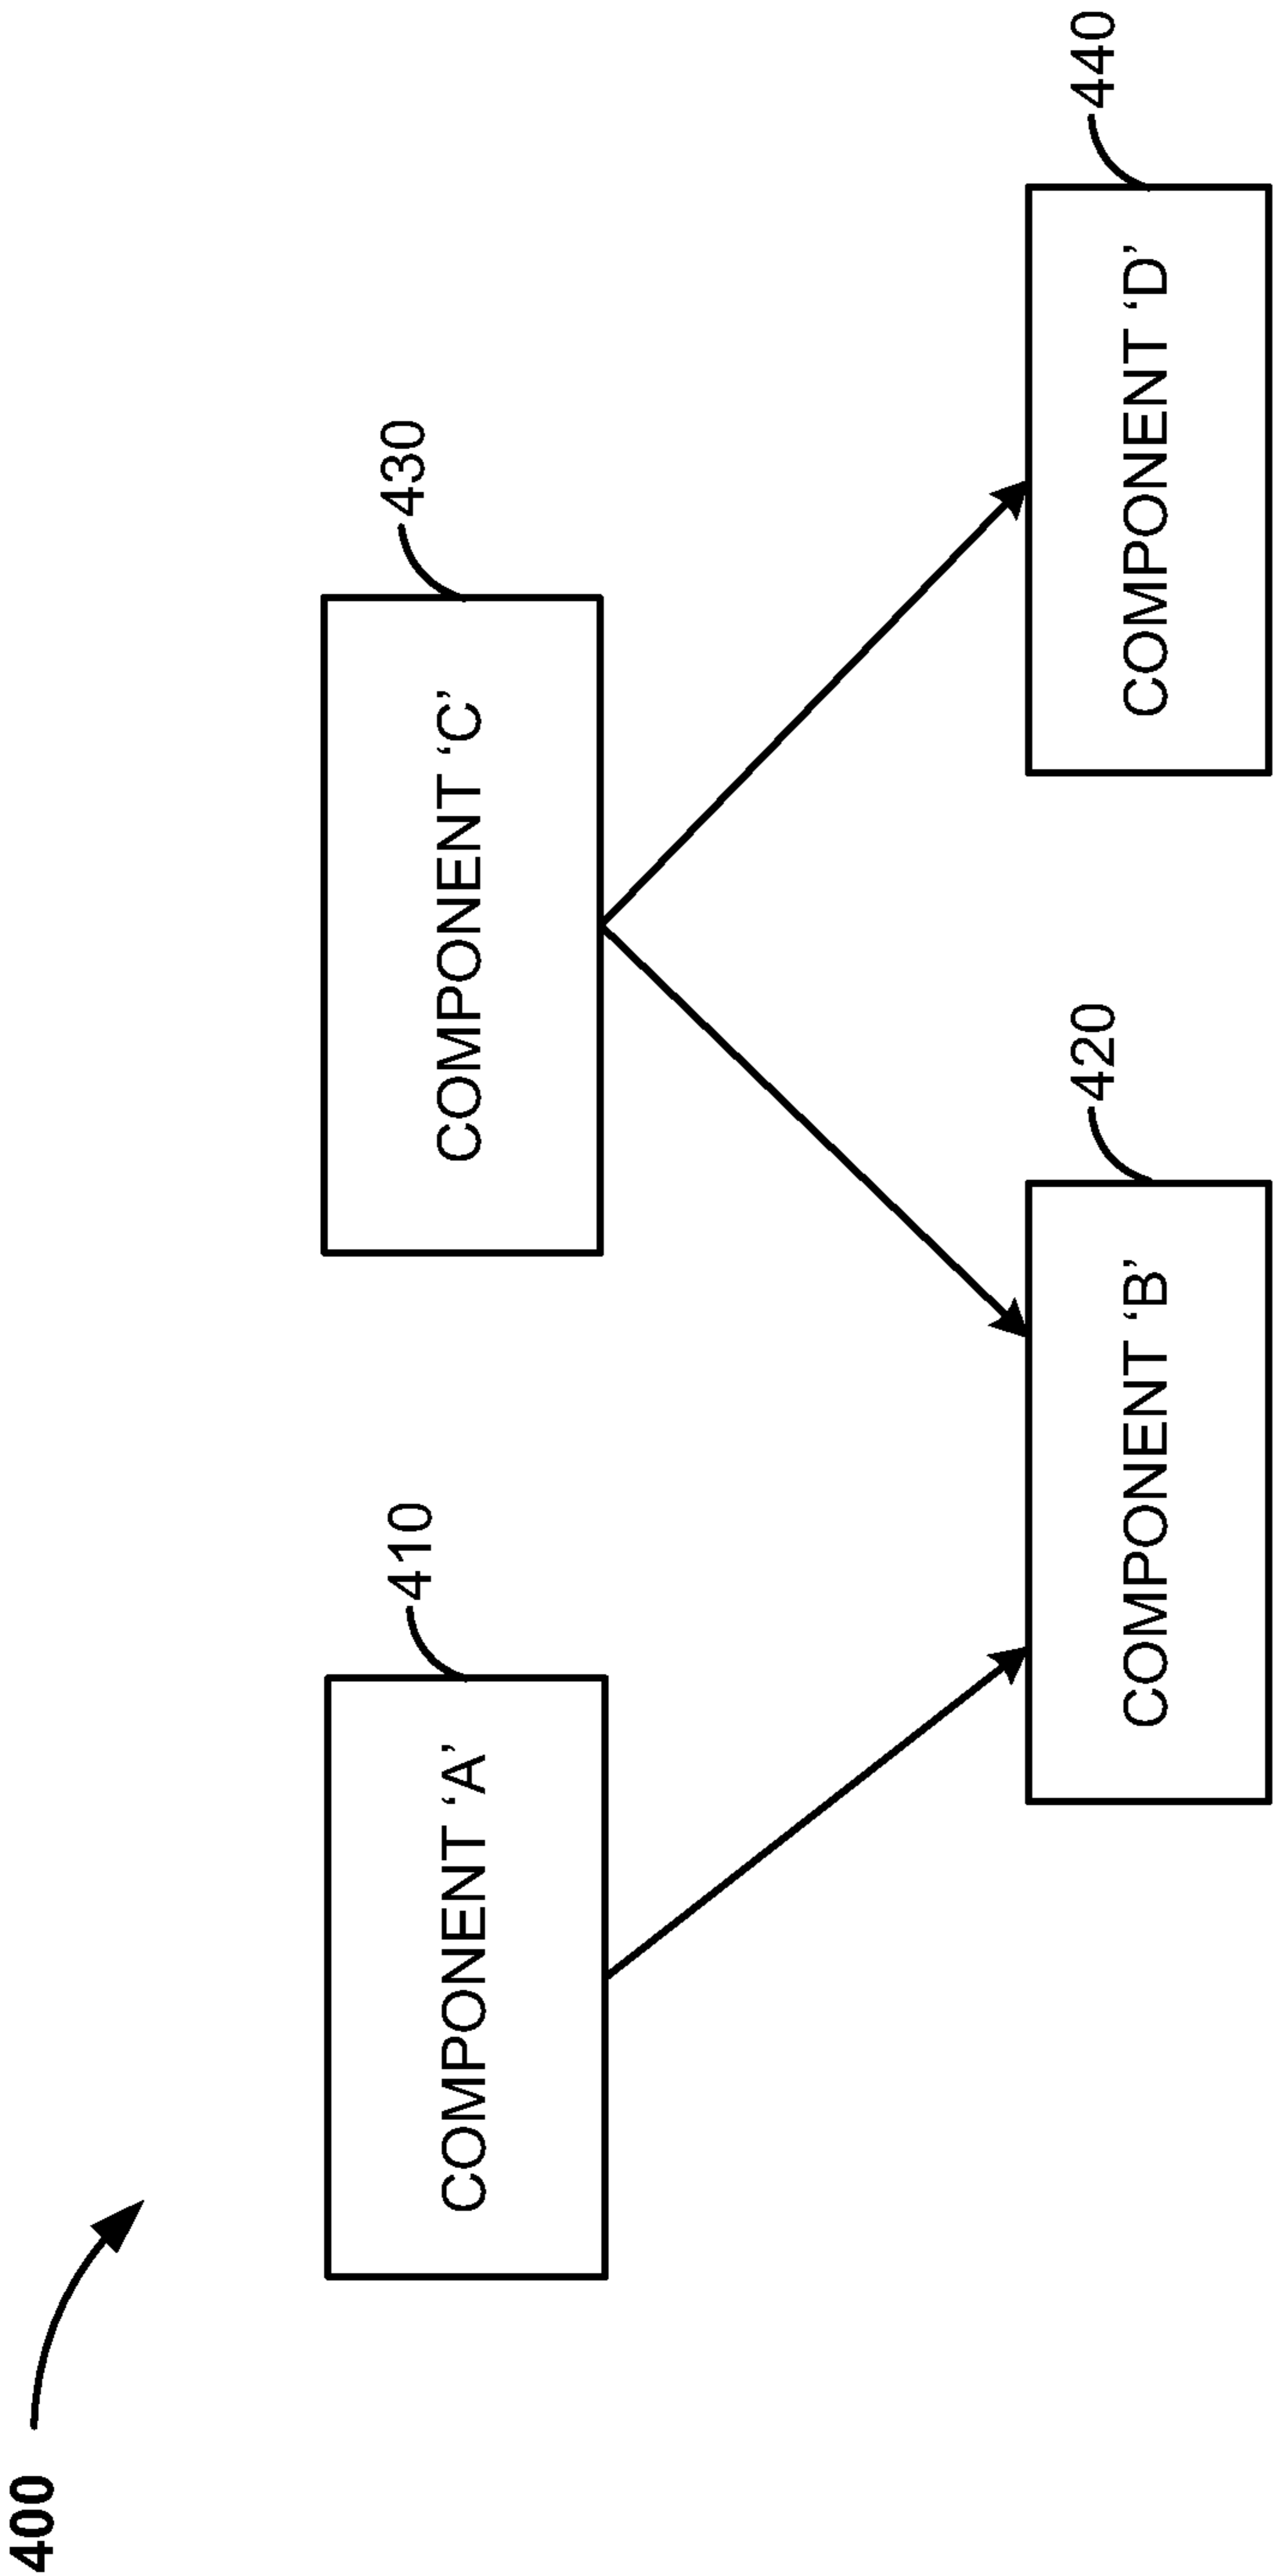 400
410
COMPONENT ‘A’
430
COMPONENT ‘C’
420
COMPONENT ‘B’
440
COMPONENT ‘D’